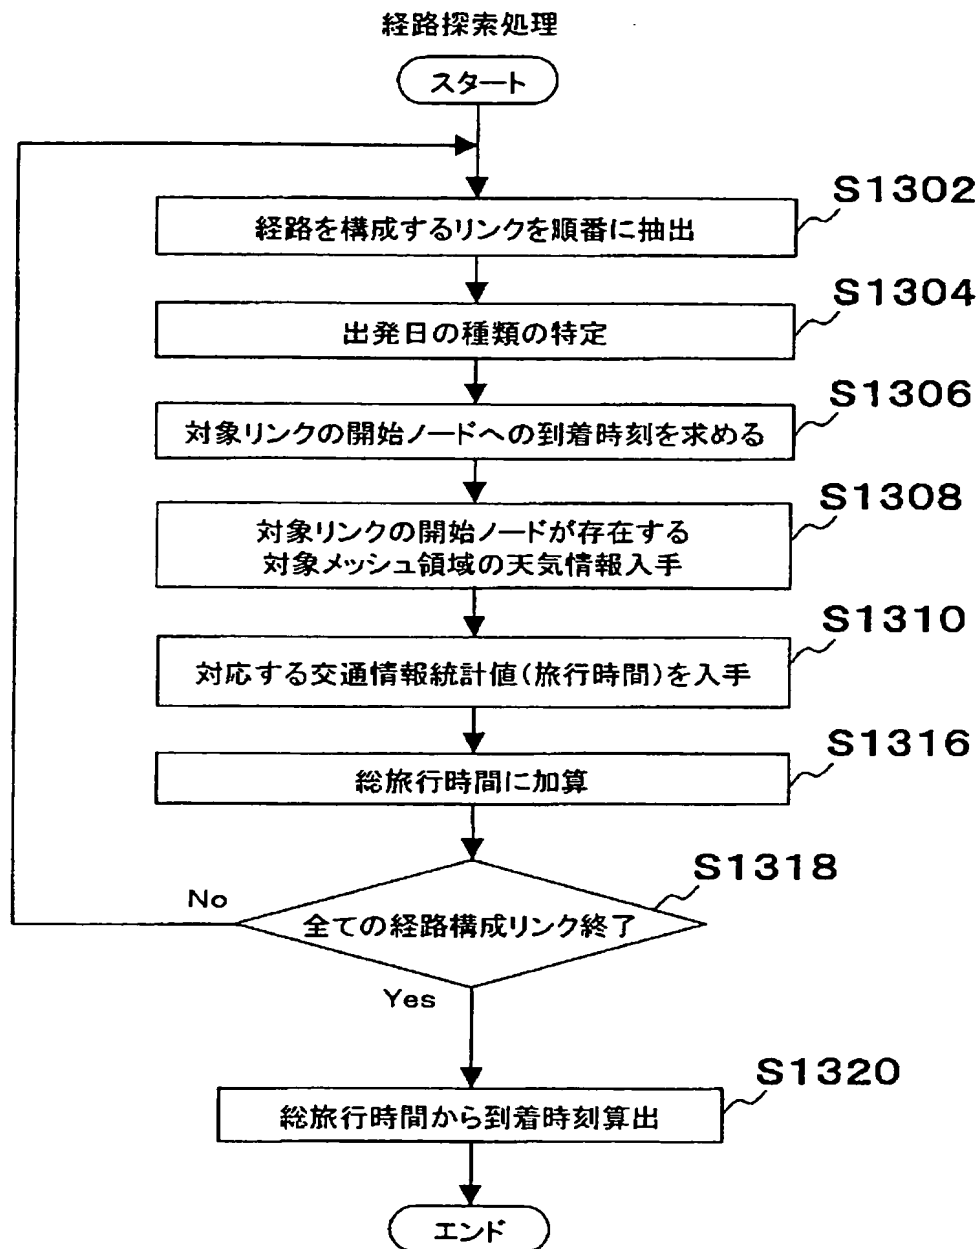 経路探索処理
スタート
S1302
経路を構成するリンクを順番に抽出
S1304
出発日の種類の特定
S1306
対象リンクの開始ノードへの到着時刻を求める
S1308
対象リンクの開始ノードが存在する
対象メッシュ領域の天気情報入手
S1310
対応する交通情報統計値(旅行時間)を入手
S1316
総旅行時間に加算
S1318
No
全ての経路構成リンク終了
Yes
S1320
総旅行時間から到着時刻算出
エンド